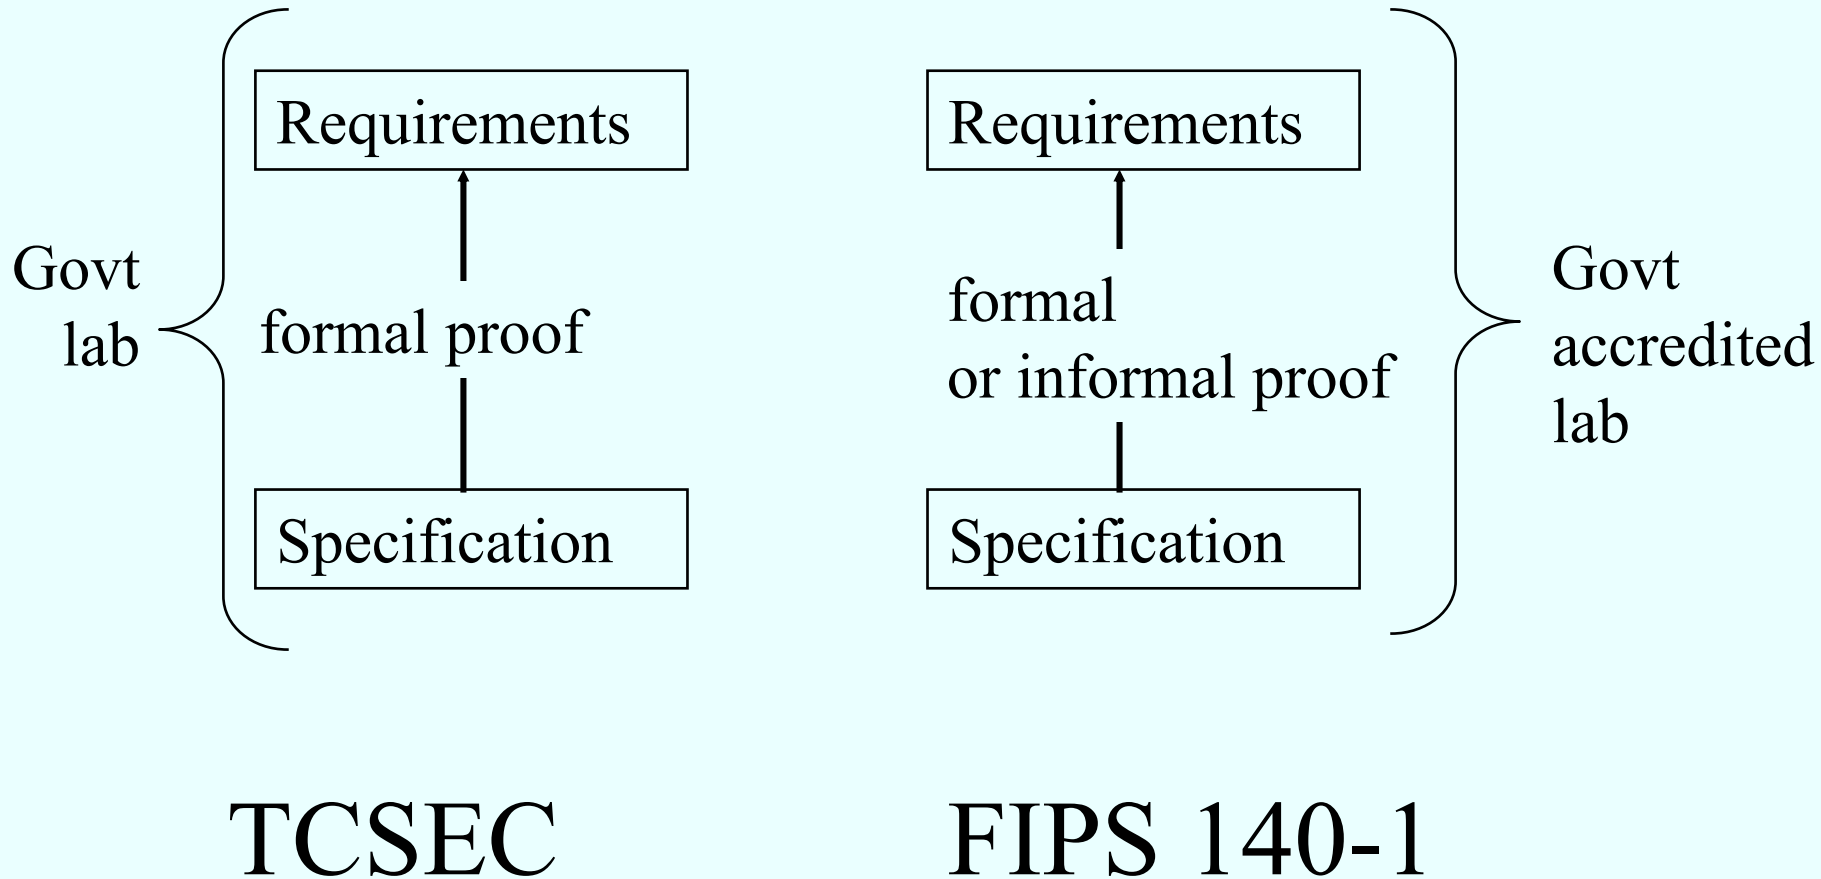 Requirements
Govt
lab
formal proof
Specification
TCSEC
Requirements
formal
or informal proof
Specification
Govt
accredited
lab
FIPS 140-1